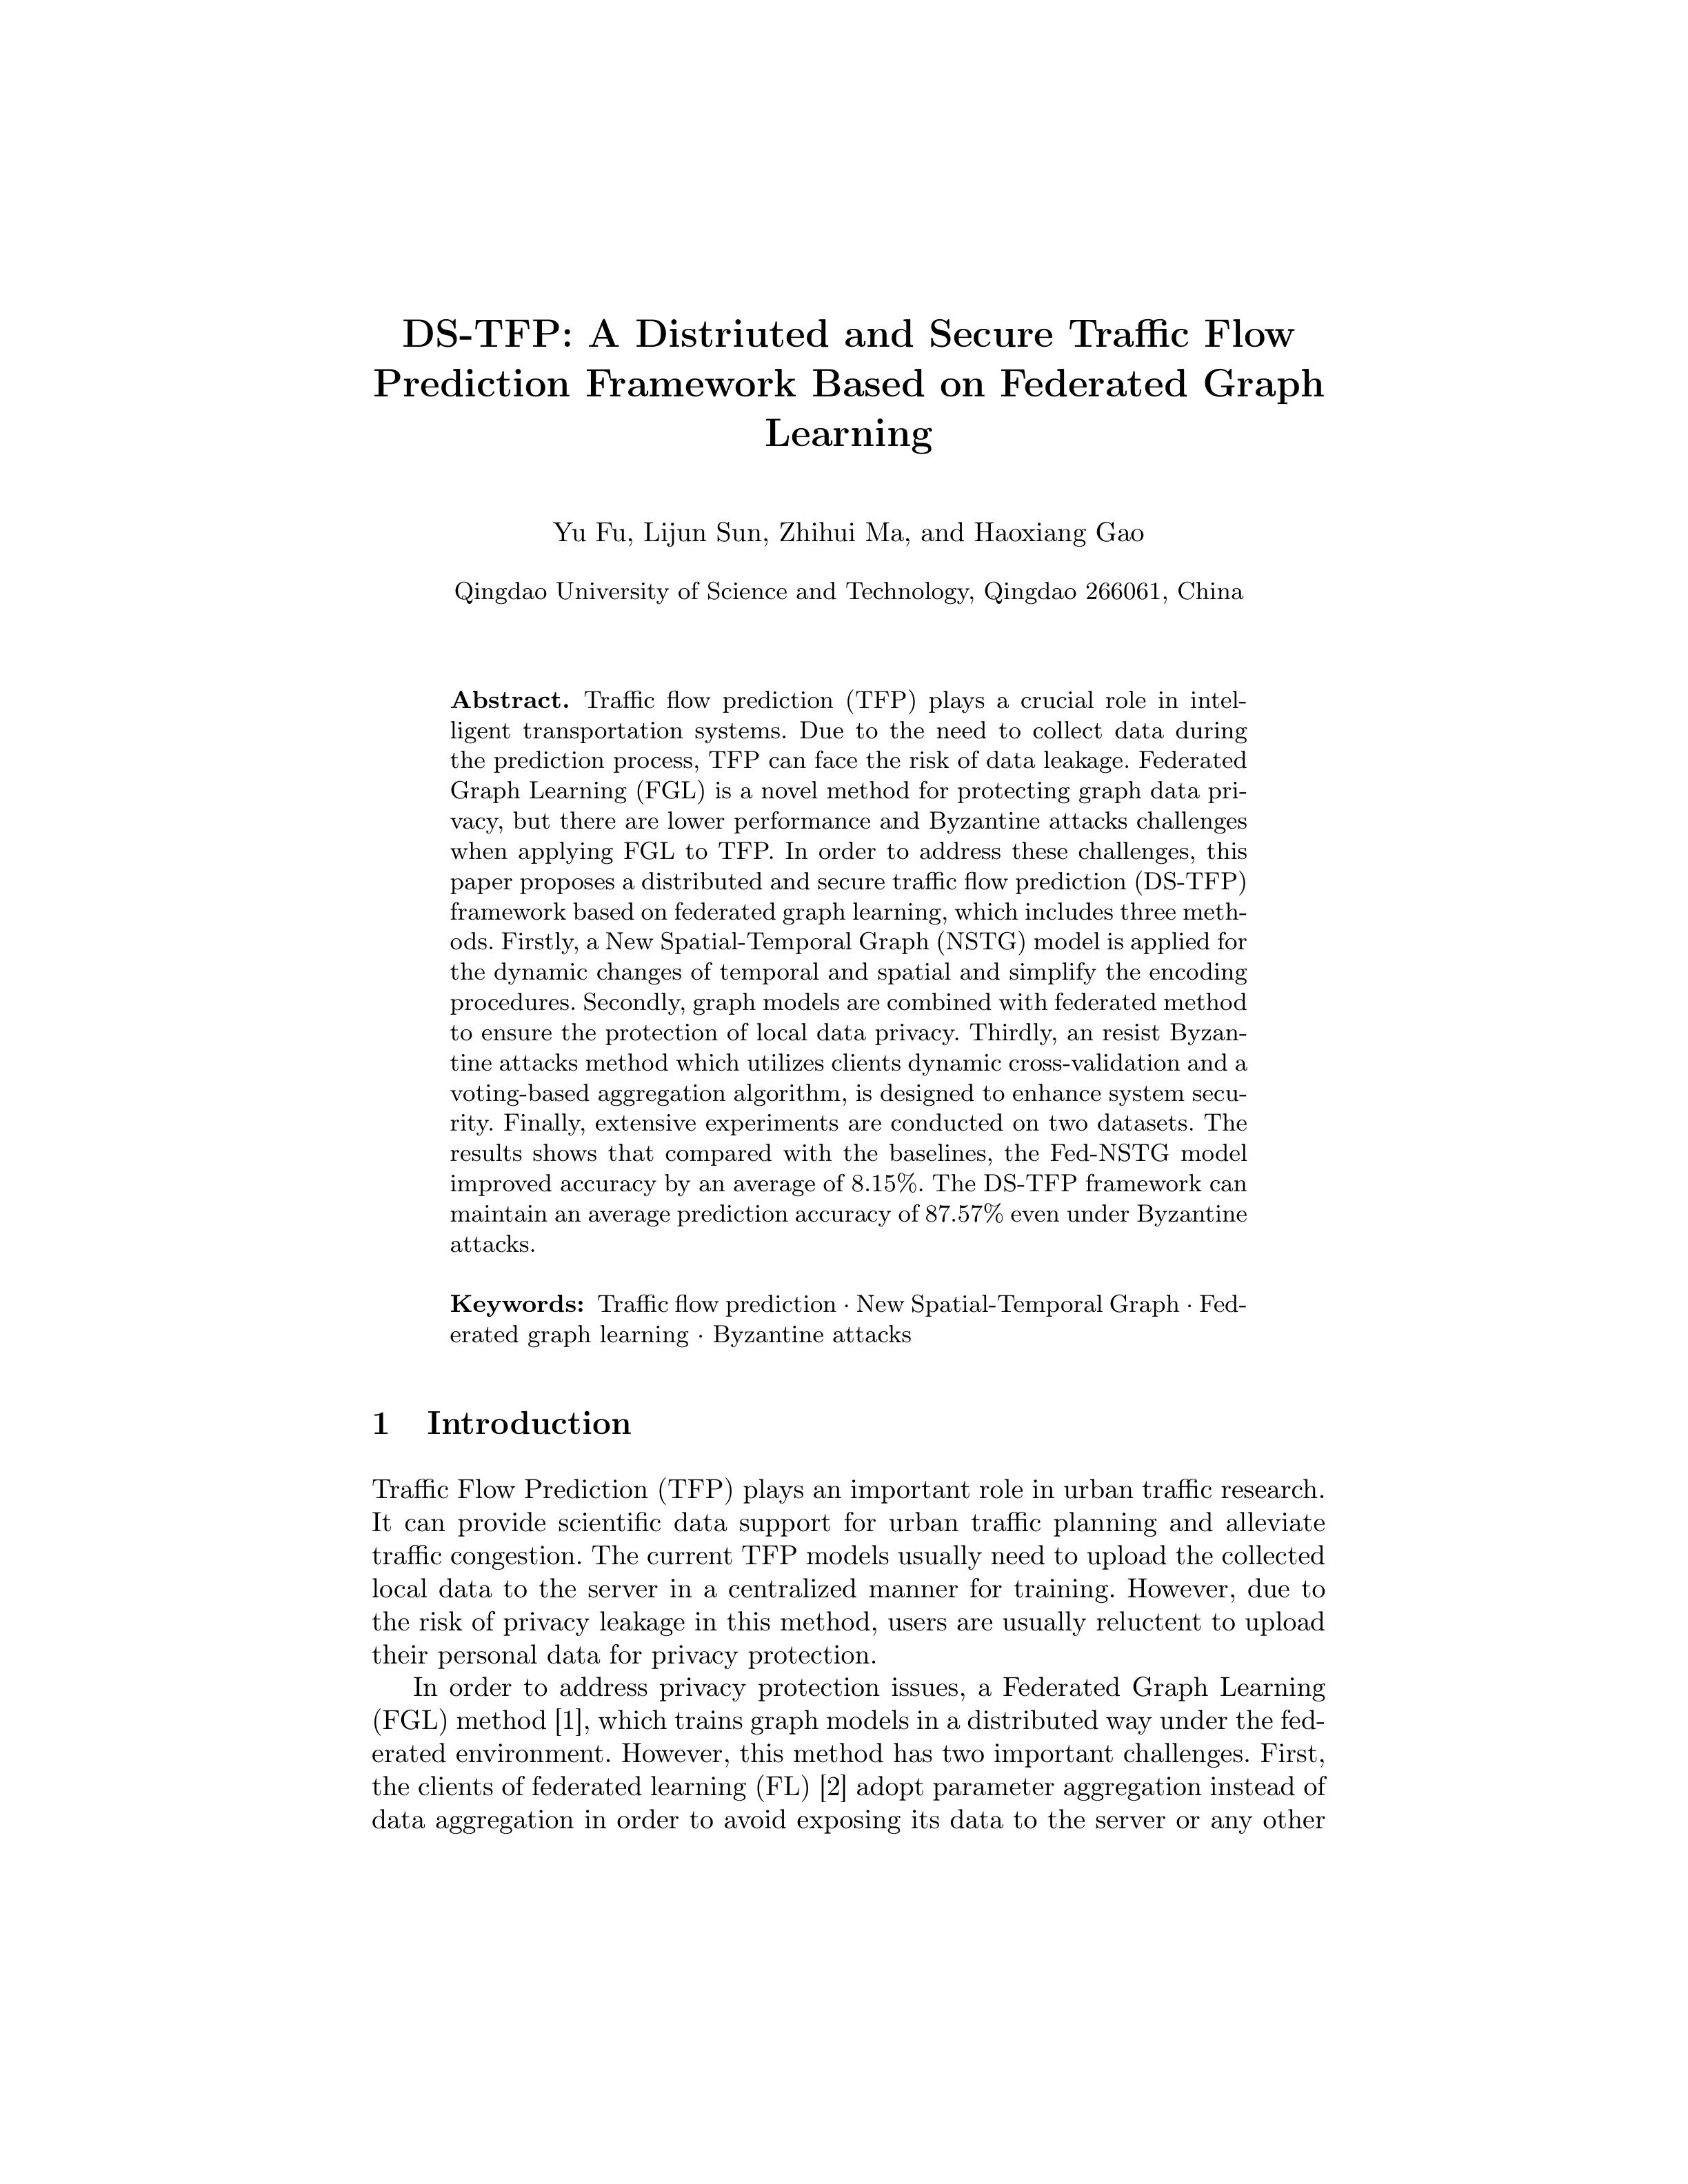 DS-TFP: A Distriuted and Secure Traffic Flow
Prediction Framework Based on Federated Graph
Learning
Yu Fu, Lijun Sun, Zhihui Ma, and Haoxiang Gao
Qingdao University of Science and Technology, Qingdao 266061, China
Abstract. Traffic flow prediction (TFP) plays a crucial role in intel-
ligent transportation systems. Due to the need to collect data during
the prediction process, TFP can face the risk of data leakage. Federated
Graph Learning (FGL) is a novel method for protecting graph data pri-
vacy, but there are lower performance and Byzantine attacks challenges
when applying FGL to TFP. In order to address these challenges, this
paper proposes a distributed and secure traffic flow prediction (DS-TFP)
framework based on federated graph learning, which includes three meth-
ods. Firstly, a New Spatial-Temporal Graph (NSTG) model is applied for
the dynamic changes of temporal and spatial and simplify the encoding
procedures. Secondly, graph models are combined with federated method
to ensure the protection of local data privacy. Thirdly, an resist Byzan-
tine attacks method which utilizes clients dynamic cross-validation and a
voting-based aggregation algorithm, is designed to enhance system secu-
rity. Finally, extensive experiments are conducted on two datasets. The
results shows that compared with the baselines, the Fed-NSTG model
improved accuracy by an average of 8.15%. The DS-TFP framework can
maintain an average prediction accuracy of 87.57% even under Byzantine
attacks.
Keywords: Traffic flow prediction · New Spatial-Temporal Graph · Fed-
erated graph learning · Byzantine attacks
1 Introduction
Traffic Flow Prediction (TFP) plays an important role in urban traffic research.
It can provide scientific data support for urban traffic planning and alleviate
traffic congestion. The current TFP models usually need to upload the collected
local data to the server in a centralized manner for training. However, due to
the risk of privacy leakage in this method, users are usually reluctent to upload
their personal data for privacy protection.
In order to address privacy protection issues, a Federated Graph Learning
(FGL) method [1], which trains graph models in a distributed way under the fed-
erated environment. However, this method has two important challenges. First,
the clients of federated learning (FL) [2] adopt parameter aggregation instead of
data aggregation in order to avoid exposing its data to the server or any other